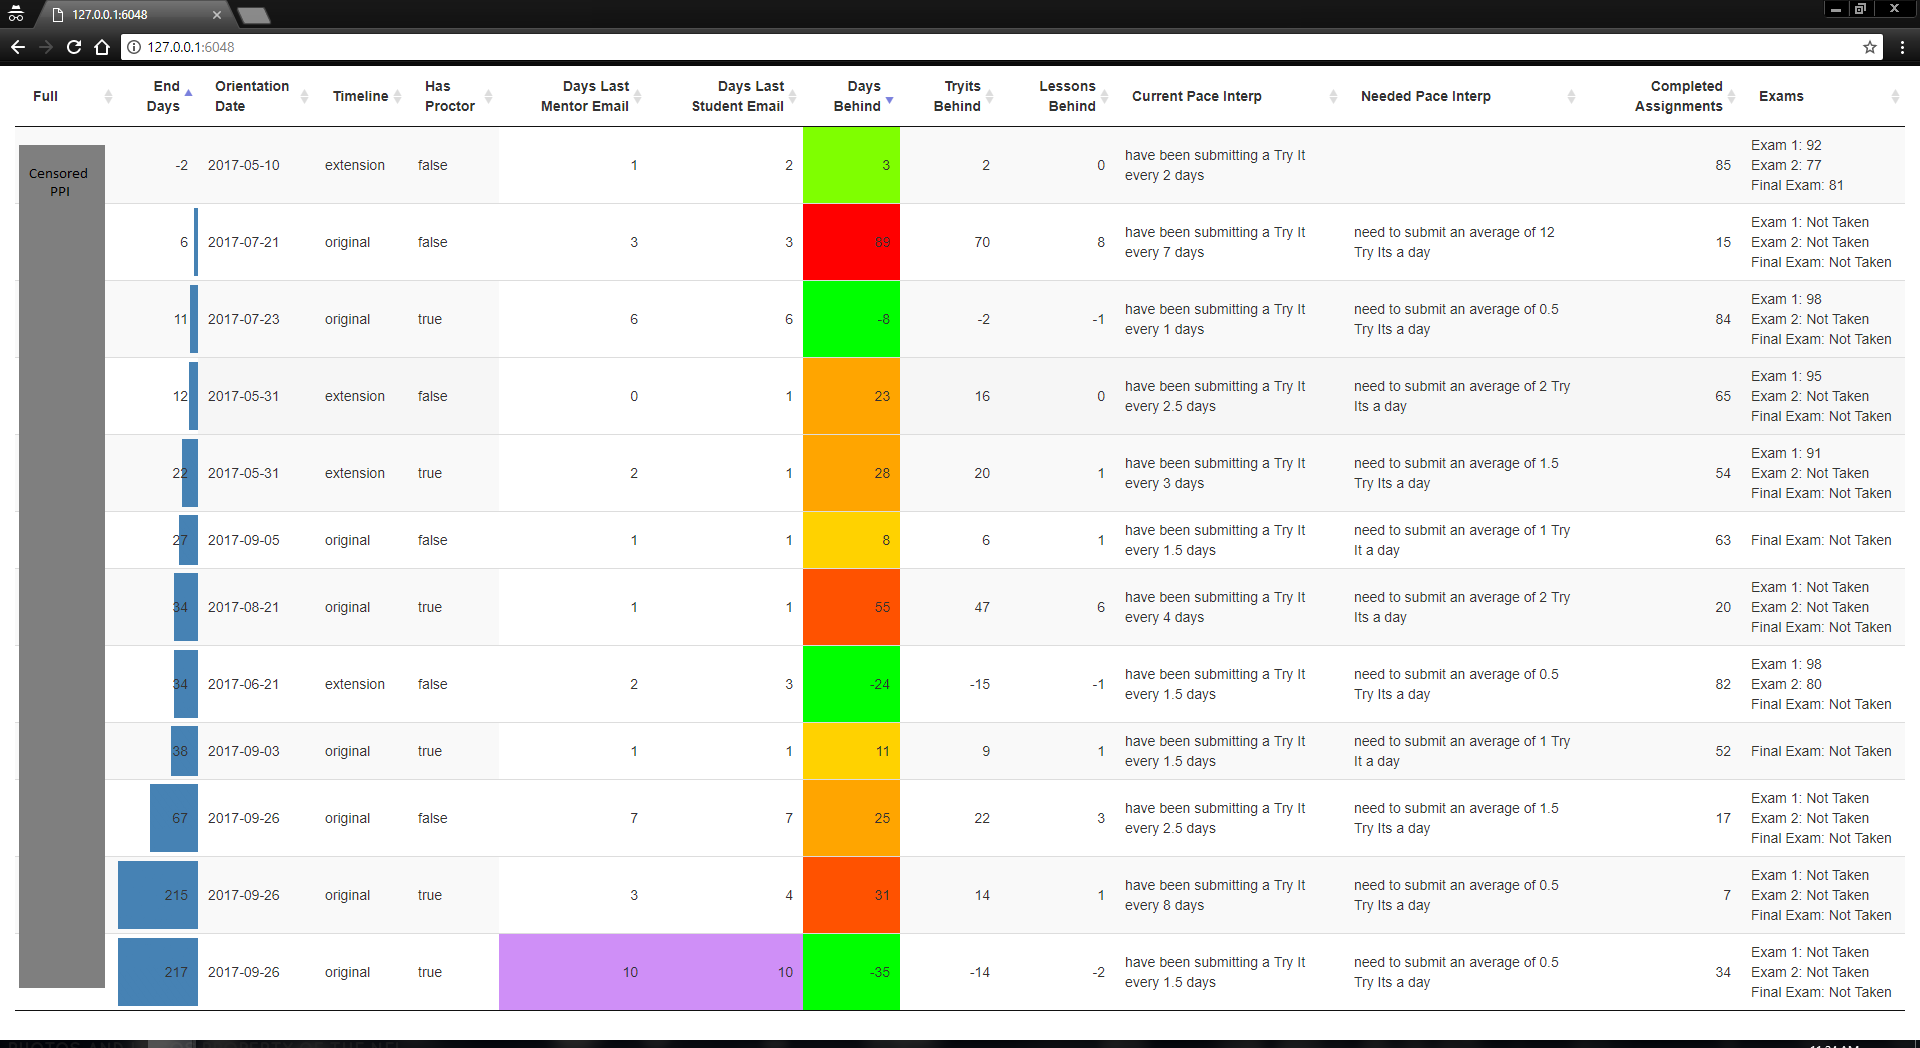 127.0.0.1:6048
127.0.0.1:6048
Full
End Days
Orientation Date
Timeline
Has Proctor
Days Last Mentor Email
Days Last Student Email
Days Behind
Tryits Behind
Lessons Behind
Current Pace Interp
Needed Pace Interp
Completed Assignments
Exams
Censored
PPI
-2 2017-05-10 extension false 1 2 3 2 0 have been submitting a Try It every 2 days 85
Exam 1: 92
Exam 2: 77
Final Exam: 81
6 2017-07-21 original false 3 3 89 70 8 have been submitting a Try It every 7 days need to submit an average of 12 Try Its a day 15
Exam 1: Not Taken
Exam 2: Not Taken
Final Exam: Not Taken
11 2017-07-23 original true 6 6 -8 -2 -1 have been submitting a Try It every 1 days need to submit an average of 0.5 Try Its a day 84
Exam 1: 98
Exam 2: Not Taken
Final Exam: Not Taken
12 2017-05-31 extension false 0 1 23 16 0 have been submitting a Try It every 2.5 days need to submit an average of 2 Try Its a day 65
Exam 1: 95
Exam 2: Not Taken
Final Exam: Not Taken
22 2017-05-31 extension true 2 1 28 20 1 have been submitting a Try It every 3 days need to submit an average of 1.5 Try Its a day 54
Exam 1: 91
Exam 2: Not Taken
Final Exam: Not Taken
27 2017-09-05 original false 1 1 8 6 1 have been submitting a Try It every 1.5 days need to submit an average of 1 Try It a day 63
Final Exam: Not Taken
34 2017-08-21 original true 1 1 55 47 6 have been submitting a Try It every 4 days need to submit an average of 2 Try Its a day 20
Exam 1: Not Taken
Exam 2: Not Taken
Final Exam: Not Taken
34 2017-06-21 extension false 2 3 -24 -15 -1 have been submitting a Try It every 1.5 days need to submit an average of 0.5 Try Its a day 82
Exam 1: 98
Exam 2: 80
Final Exam: Not Taken
38 2017-09-03 original true 1 1 11 9 1 have been submitting a Try It every 1.5 days need to submit an average of 1 Try It a day 52
Final Exam: Not Taken
67 2017-09-26 original false 7 7 25 22 3 have been submitting a Try It every 2.5 days need to submit an average of 1.5 Try Its a day 17
Exam 1: Not Taken
Exam 2: Not Taken
Final Exam: Not Taken
215 2017-09-26 original true 3 4 31 14 1 have been submitting a Try It every 8 days need to submit an average of 0.5 Try Its a day 7
Exam 1: Not Taken
Exam 2: Not Taken
Final Exam: Not Taken
217 2017-09-26 original true 10 10 -35 -14 -2 have been submitting a Try It every 1.5 days need to submit an average of 0.5 Try Its a day 34
Exam 1: Not Taken
Exam 2: Not Taken
Final Exam: Not Taken